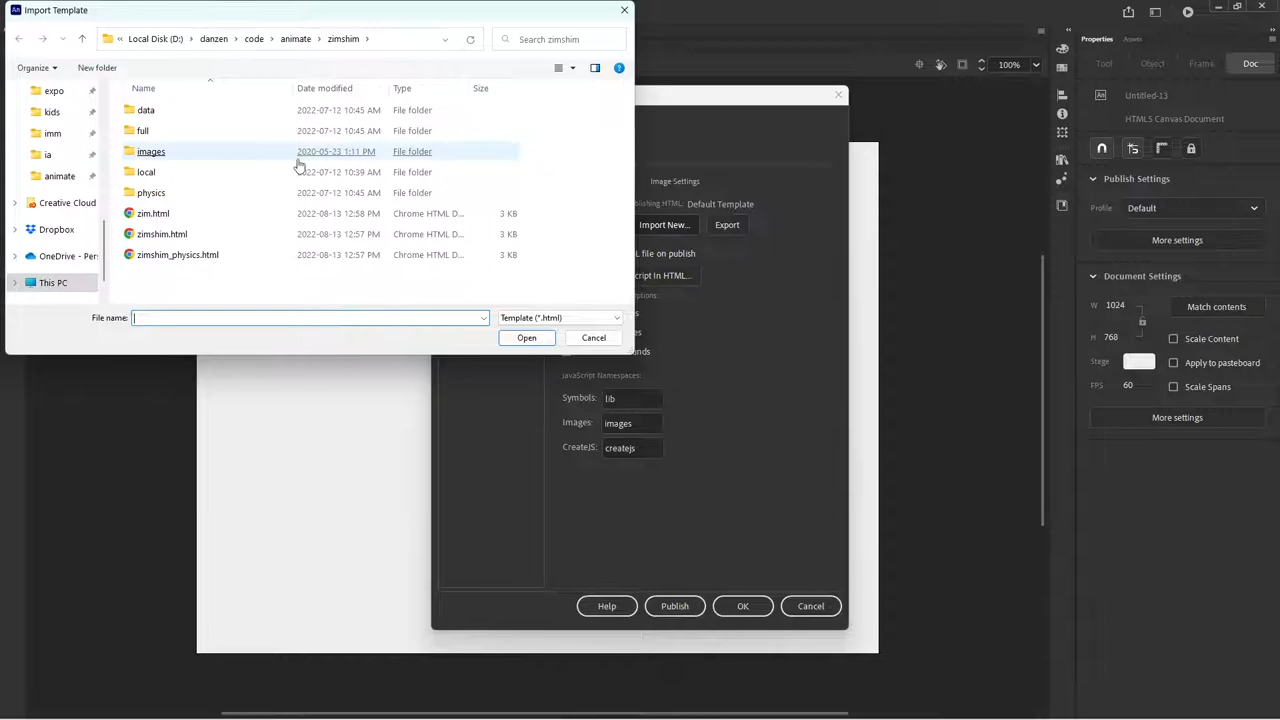 Import Template
« Local Disk (D:) › danzen › code › animate › zimshim ›
Search zimshim
Organize
New folder
Name Date modified Type Size
expo
kids
imm
ia
animate
Creative Cloud
Dropbox
OneDrive - Pers
This PC
data 2022-07-12 10:45 AM File folder
full 2022-07-12 10:45 AM File folder
images 2020-05-23 1:11 PM File folder
local 2022-07-12 10:39 AM File folder
physics 2022-07-12 10:45 AM File folder
zim.html 2022-08-13 12:58 PM Chrome HTML D... 3 KB
zimshim.html 2022-08-13 12:57 PM Chrome HTML D... 3 KB
zimshim_physics.html 2022-08-13 12:57 PM Chrome HTML D... 3 KB
File name:
Template (*.html)
Open
Cancel
Image Settings
blishing HTML: Default Template
Import New...
Export
L file on publish
cript In HTML...
ptions:
JavaScript Namespaces:
Symbols: lib
Images: images
CreateJS: createjs
Help
Publish
OK
Cancel
100%
Properties
Assets
Tool
Object
Frame
Doc
An
Untitled-13
HTML5 Canvas Document
Publish Settings
Profile
Default
More settings
Document Settings
W 1024
Match contents
H 768
Scale Content
Stage
Apply to pasteboard
FPS 60
Scale Spans
More settings